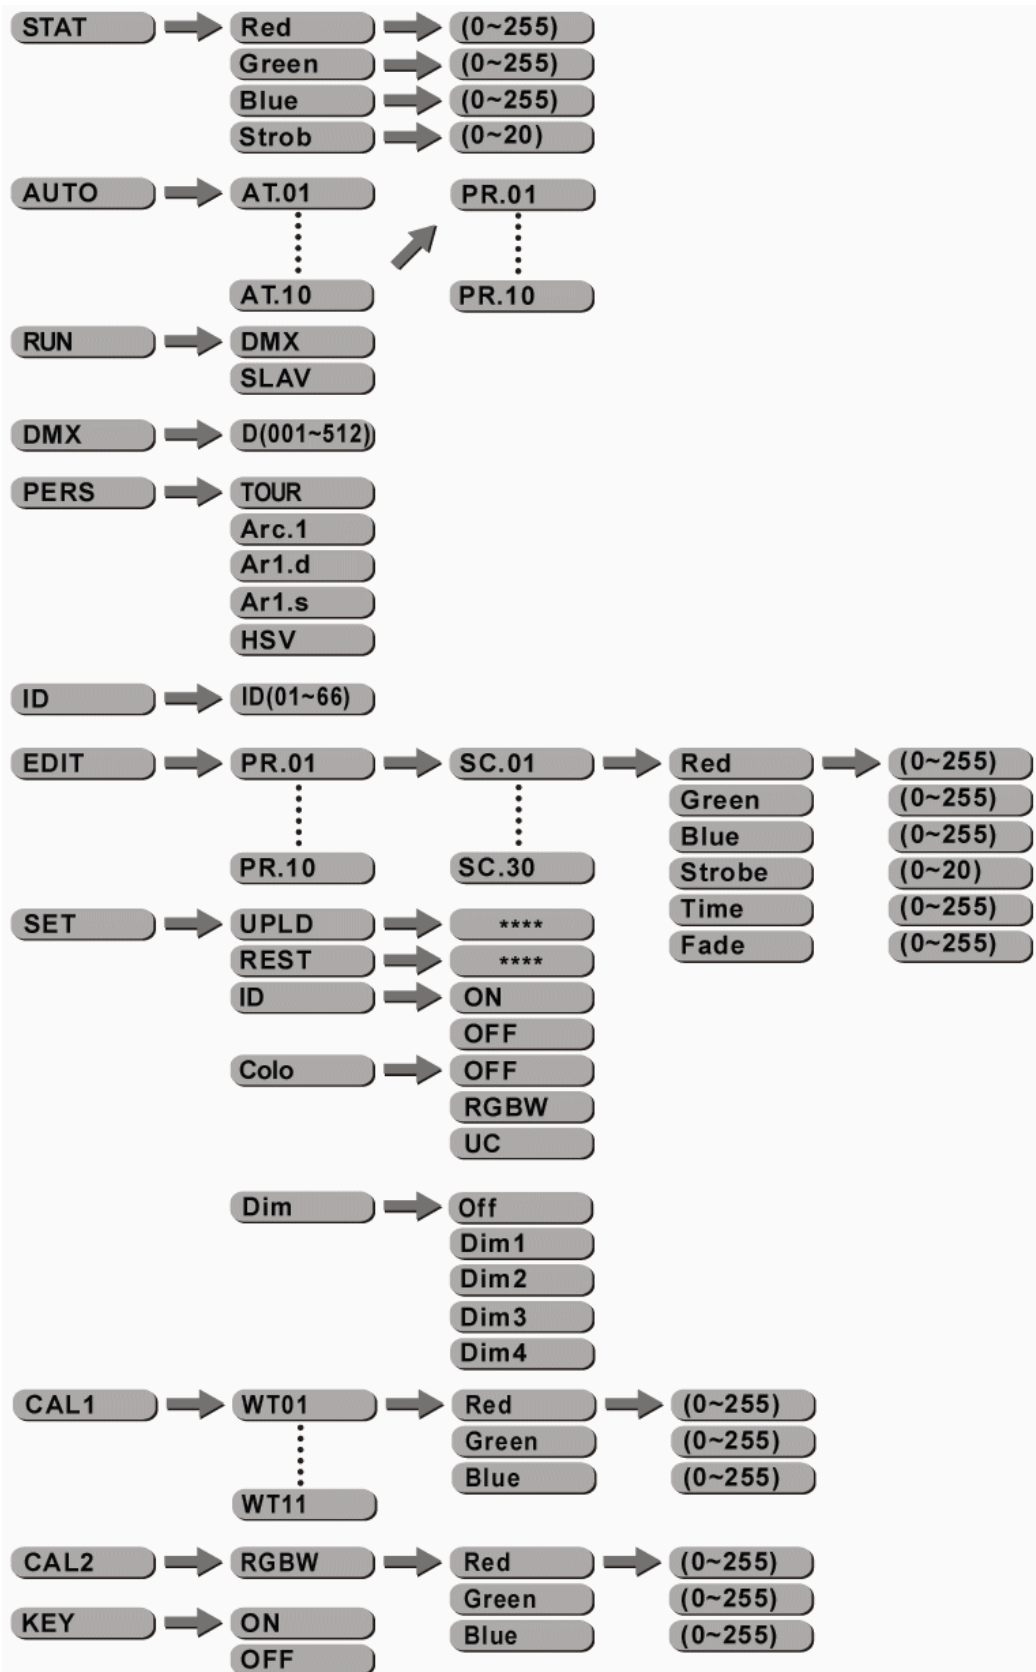 STAT Red (0~255)
Green (0~255)
Blue (0~255)
Strob (0~20)
AUTO AT.01 PR.01
AT.10 PR.10
RUN DMX
SLAV
DMX D(001~512)
PERS TOUR
Arc.1
Ar1.d
Ar1.s
HSV
ID ID(01~66)
EDIT PR.01 SC.01 Red (0~255)
Green (0~255)
Blue (0~255)
PR.10 SC.30 Strobe (0~20)
SET UPLD **** Time (0~255)
REST **** Fade (0~255)
ID ON
OFF
Colo OFF
RGBW
UC
Dim Off
Dim1
Dim2
Dim3
Dim4
CAL1 WT01 Red (0~255)
Green (0~255)
Blue (0~255)
WT11
CAL2 RGBW Red (0~255)
Green (0~255)
KEY ON Blue (0~255)
OFF